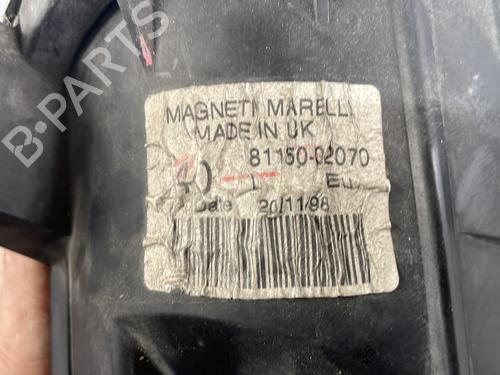 B-PARTS
MAGNETI MARELLI
MADE IN UK
81150-02070
EU
Date 20/11/98